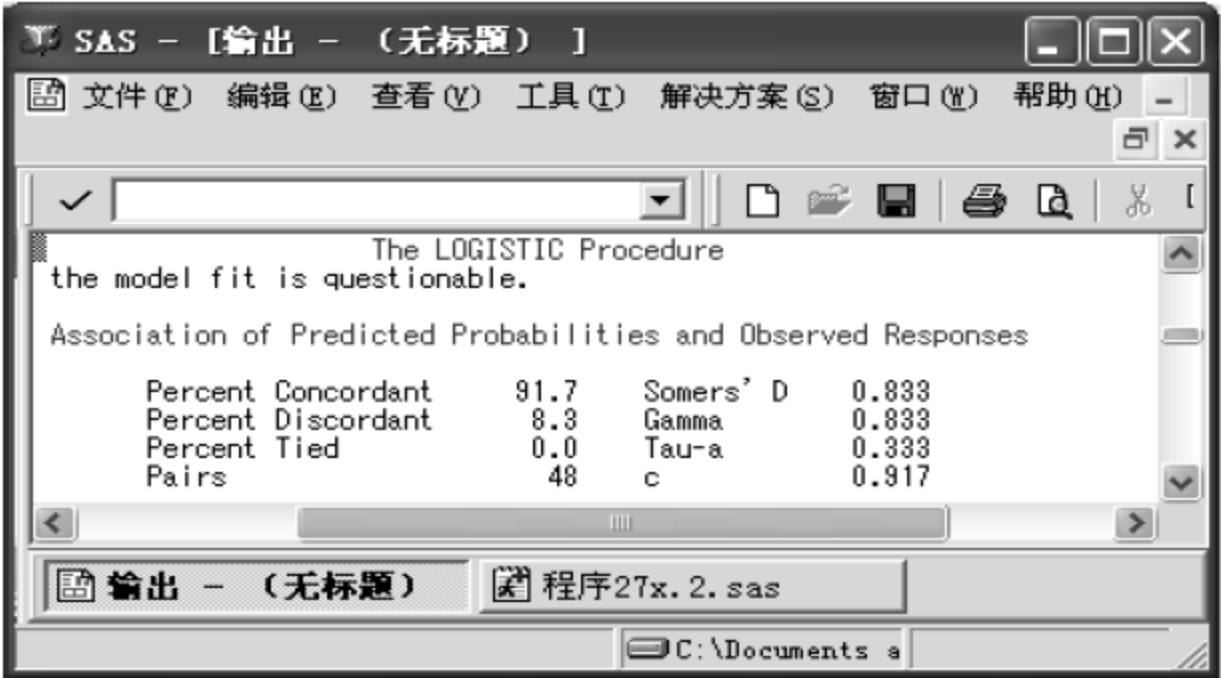 SAS - [输出 - （无标题） ]
文件(F) 编辑(E) 查看(V) 工具(T) 解决方案(S) 窗口(W) 帮助(H)
The LOGISTIC Procedure
the model fit is questionable.
Association of Predicted Probabilities and Observed Responses
Percent Concordant 91.7 Somers' D 0.833
Percent Discordant 8.3 Gamma 0.833
Percent Tied 0.0 Tau-a 0.333
Pairs 48 c 0.917
输出 - （无标题） 程序27x.2.sas
C:\Documents a